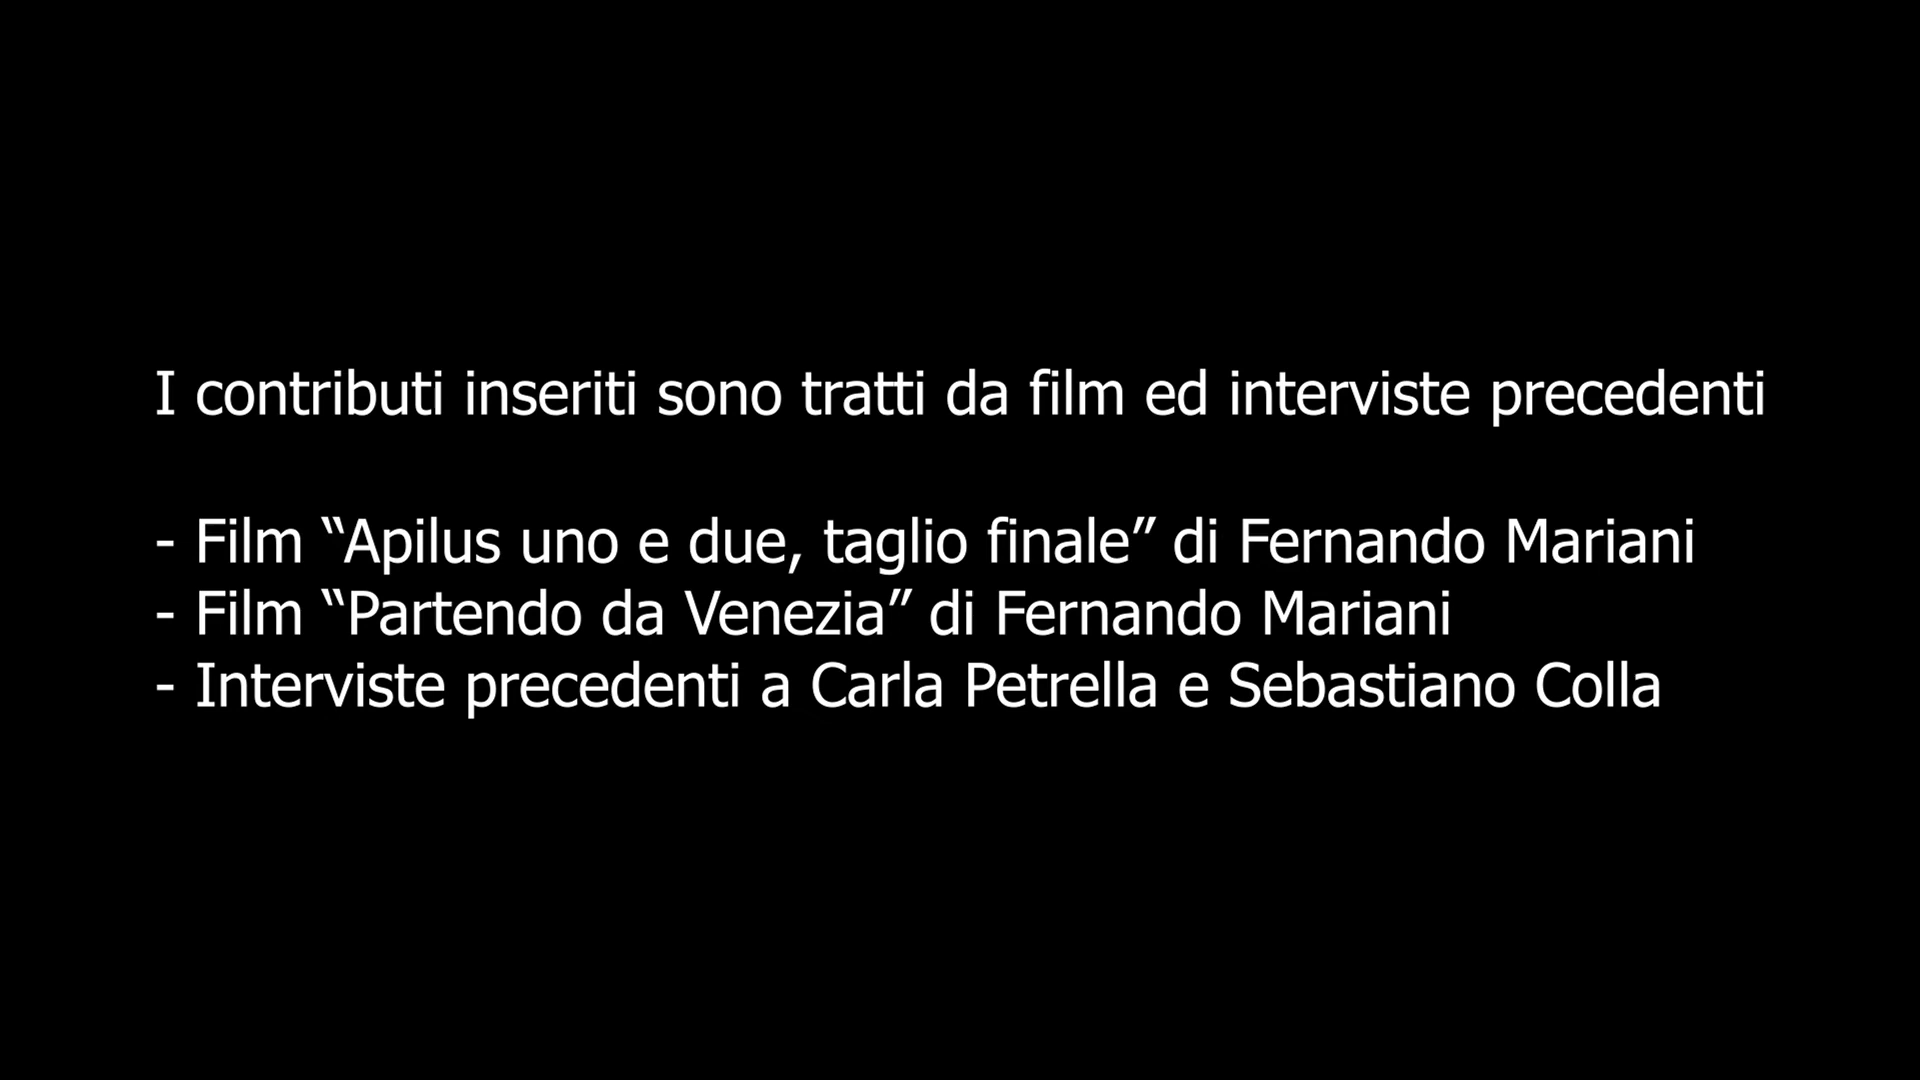 I contributi inseriti sono tratti da film ed interviste precedenti
- Film “Apilus uno e due, taglio finale” di Fernando Mariani
- Film “Partendo da Venezia” di Fernando Mariani
- Interviste precedenti a Carla Petrella e Sebastiano Colla